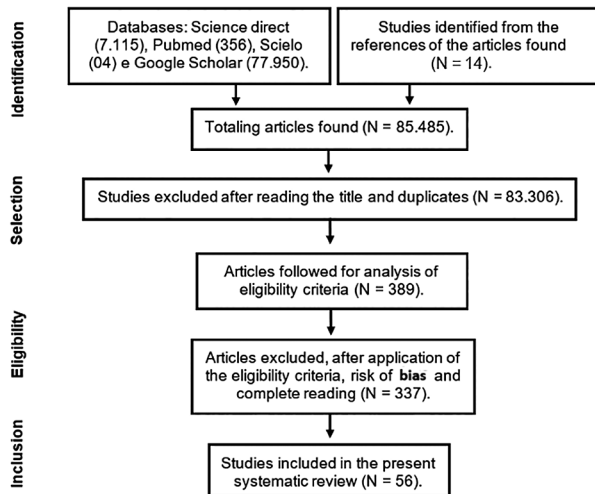 Identification
Databases: Science direct
(7.115), Pubmed (356), Scielo
(04) e Google Scholar (77.950).
Studies identified from the
references of the articles found
(N = 14).
Totaling articles found (N = 85.485).
Selection
Studies excluded after reading the title and duplicates (N = 83.306).
Articles followed for analysis of
eligibility criteria (N = 389).
Eligibility
Articles excluded, after application of
the eligibility criteria, risk of bias and
complete reading (N = 337).
Inclusion
Studies included in the present
systematic review (N = 56).